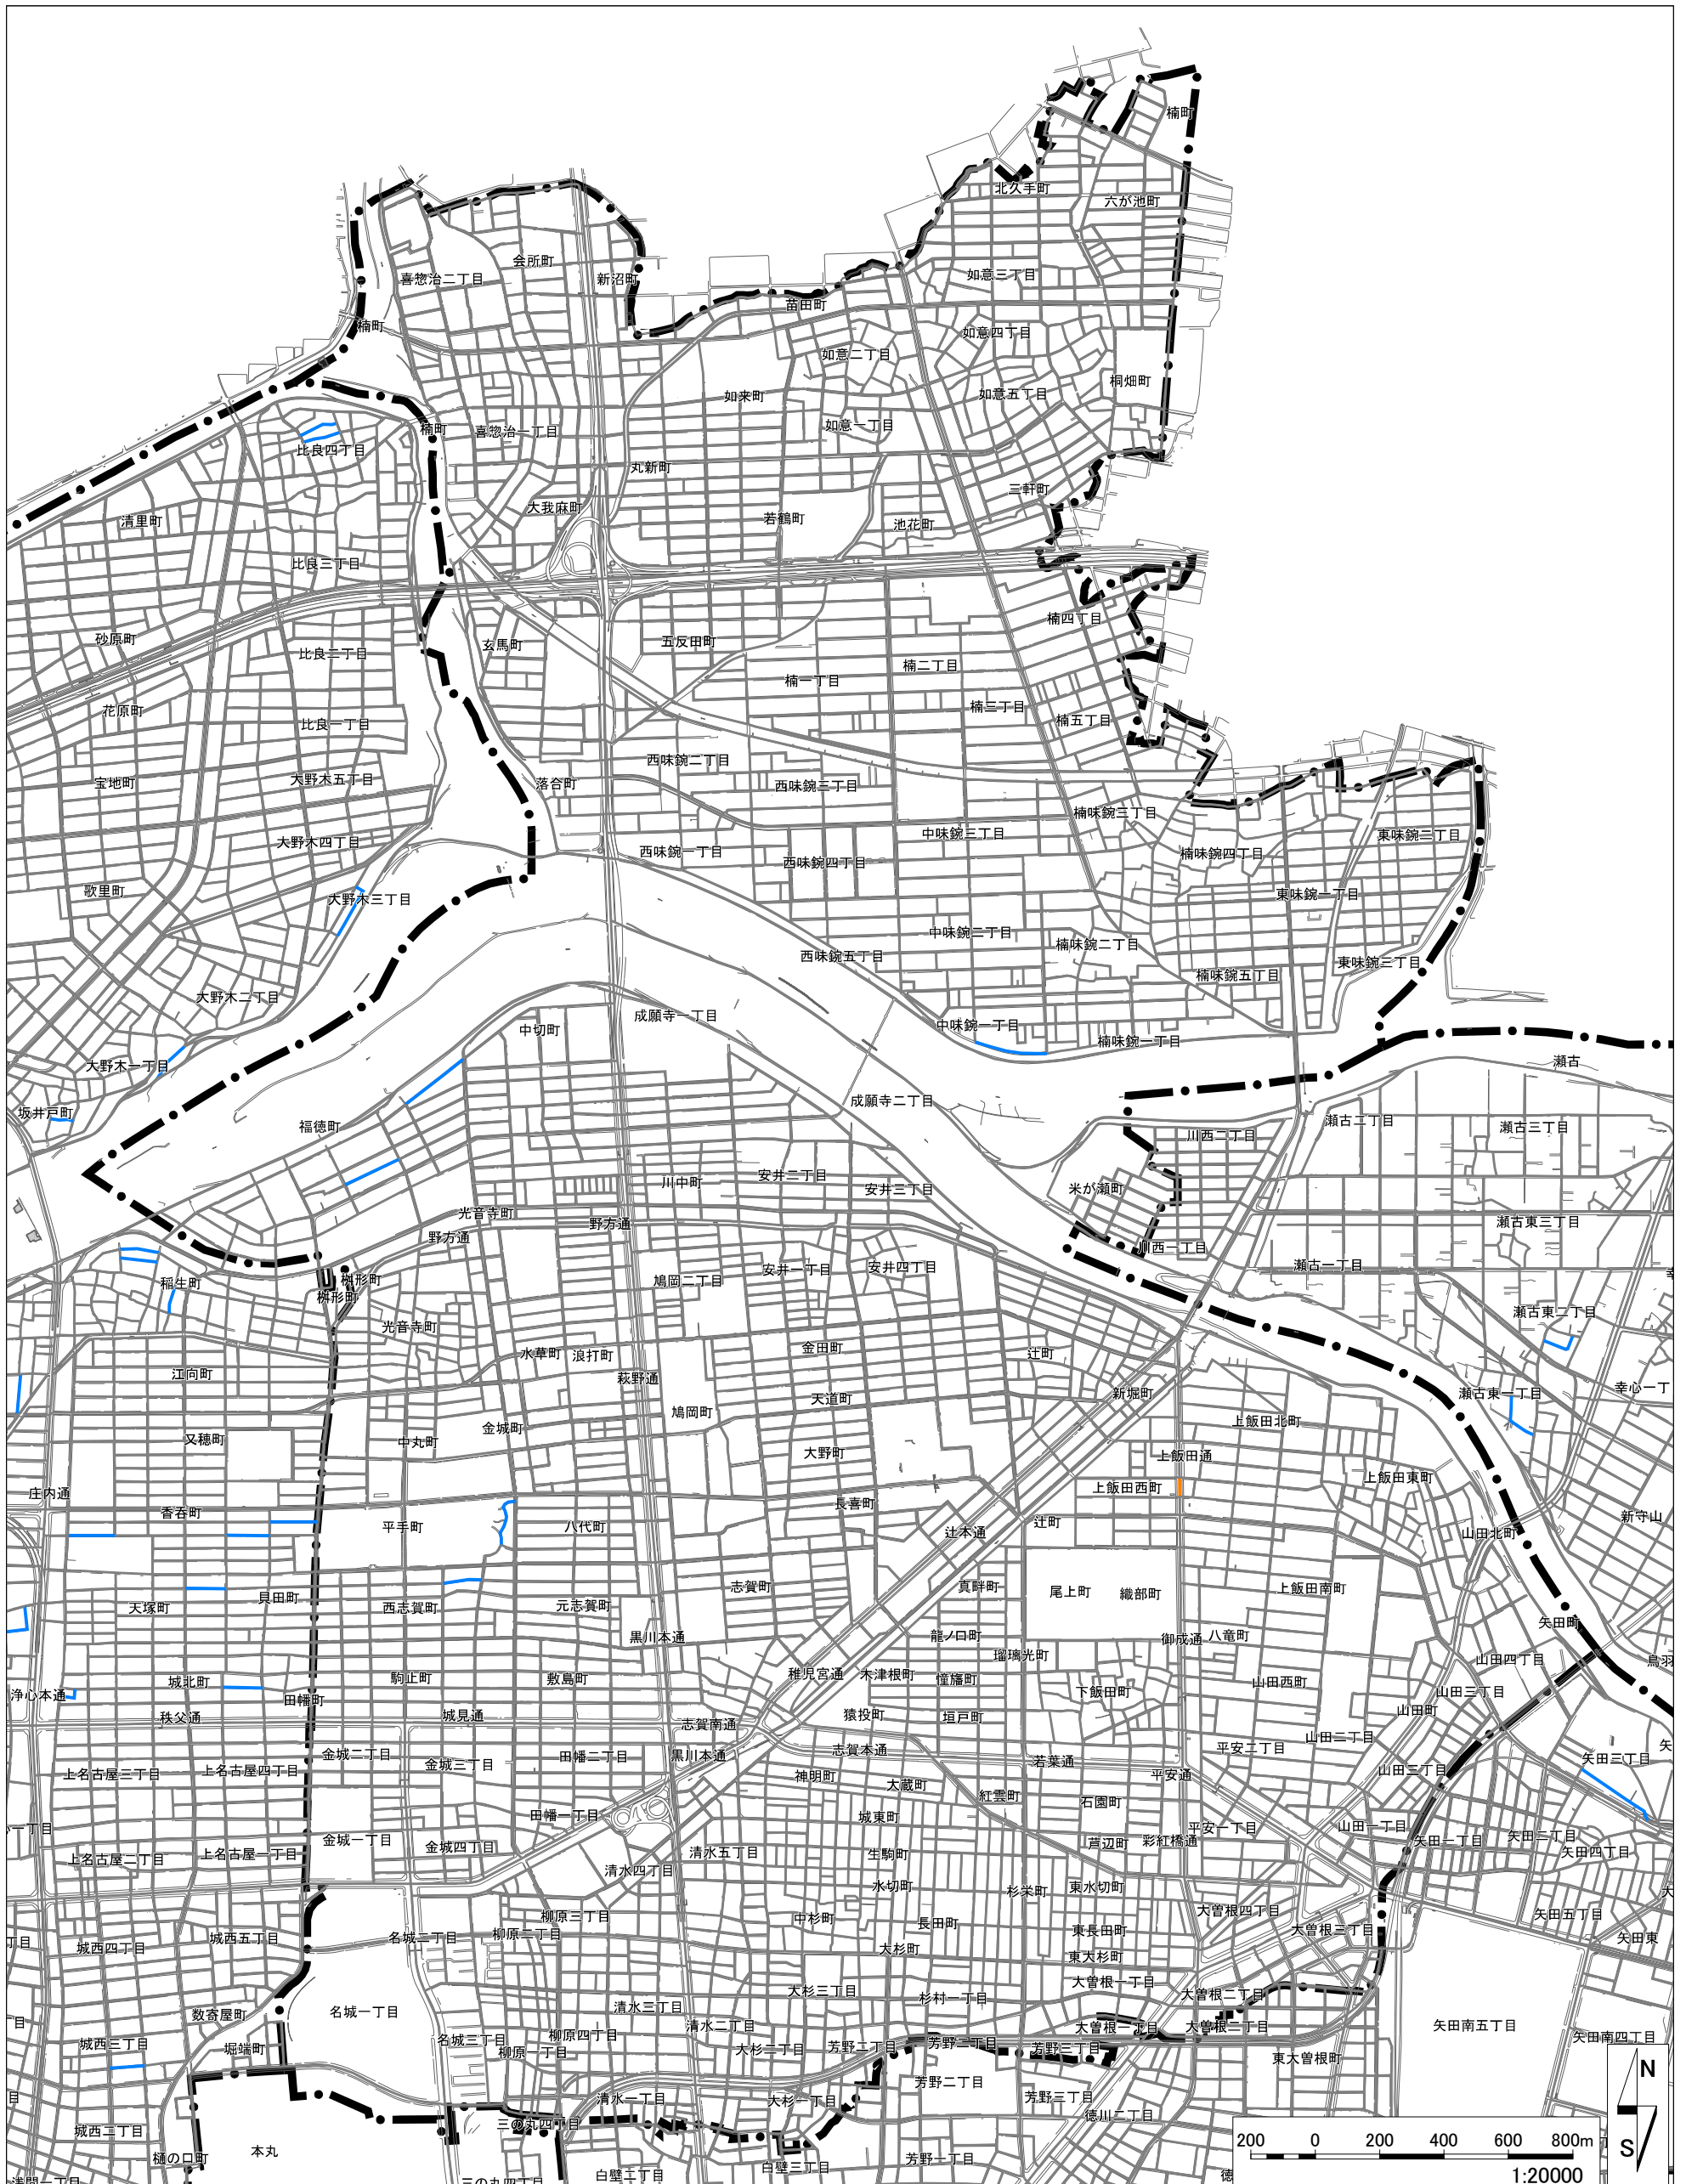 楠町
北久手町
六が池町
会所町
喜惣治二丁目
新沼町
如意三丁目
苗田町
楠町
如意四丁目
如意二丁目
桐畑町
如来町
如意五丁目
如意一丁目
楠町
喜惣治一丁目
比良四丁目
丸新町
三軒町
大我麻町
清里町
若鶴町
池花町
比良三丁目
楠四丁目
砂原町
玄馬町
五反田町
比良二丁目
楠二丁目
楠一丁目
花原町
楠三丁目
比良一丁目
楠五丁目
西味鋺二丁目
宝地町
大野木五丁目
落合町
西味鋺三丁目
楠味鋺三丁目
中味鋺三丁目
東味鋺二丁目
大野木四丁目
西味鋺一丁目
楠味鋺四丁目
西味鋺四丁目
歌里町
大野木三丁目
東味鋺一丁目
中味鋺二丁目
楠味鋺二丁目
西味鋺五丁目
東味鋺三丁目
楠味鋺五丁目
大野木二丁目
成願寺一丁目
中味鋺一丁目
中切町
楠味鋺一丁目
瀬古
大野木一丁目
成願寺二丁目
坂井戸町
福徳町
瀬古二丁目
瀬古三丁目
川西二丁目
安井二丁目
川中町
安井三丁目
米が瀬町
光音寺町
野方通
瀬古東三丁目
野方通
川西一丁目
瀬古一丁目
安井一丁目
安井四丁目
稲生町
桝形町
鳩岡二丁目
桝形町
瀬古東二丁目
光音寺町
金田町
水草町
浪打町
辻町
江向町
萩野通
幸心一丁
新堀町
瀬古東一丁目
天道町
鳩岡町
上飯田北町
金城町
又穂町
中丸町
大野町
上飯田通
上飯田東町
庄内通
上飯田西町
香呑町
長喜町
新守山
平手町
八代町
辻町
辻本通
山田北町
志賀町
真畔町
尾上町
織部町
上飯田南町
貝田町
天塚町
西志賀町
元志賀町
矢田町
黒川本通
龍ノ口町
御成通
八竜町
瑠璃光町
山田四丁目
鳥羽
稚児宮通
木津根町
憧旛町
城北町
駒止町
敷島町
山田西町
浄心本通
下飯田町
山田三丁目
田幡町
山田町
秩父通
城見通
志賀南通
猿投町
垣戸町
山田二丁目
金城二丁目
田幡二丁目
黒川本通
志賀本通
平安二丁目
若葉通
矢田三丁目
金城三丁目
上名古屋三丁目
上名古屋四丁目
神明町
太蔵町
平安通
山田三丁目
紅雲町
石園町
田幡一丁目
城東町
平安一丁目
山田一丁目
金城一丁目
金城四丁目
芦辺町
彩紅橋通
矢田一丁目
矢田二丁目
上名古屋二丁目
上名古屋一丁目
清水五丁目
生駒町
矢田四丁目
清水四丁目
水切町
杉栄町
東水切町
柳原三丁目
中杉町
長田町
大曽根四丁目
矢田五丁目
城西四丁目
城西五丁目
名城二丁目
柳原二丁目
東長田町
大曽根三丁目
矢田東
大杉町
東大杉町
大曽根一丁目
大杉三丁目
杉村一丁目
大曽根二丁目
数寄屋町
名城一丁目
清水三丁目
清水二丁目
大曽根二丁目
矢田南五丁目
城西三丁目
堀端町
名城三丁目
柳原四丁目
柳原一丁目
大杉二丁目
芳野二丁目
芳野二丁目
芳野三丁目
東大曽根町
矢田南四丁目
芳野二丁目
清水一丁目
大杉一丁目
芳野三丁目
徳川二丁目
三の丸四丁目
城西二丁目
本丸
樋の口町
白壁三丁目
芳野一丁目
白壁二丁目
N
S
200 0 200 400 600 800m
1:20000